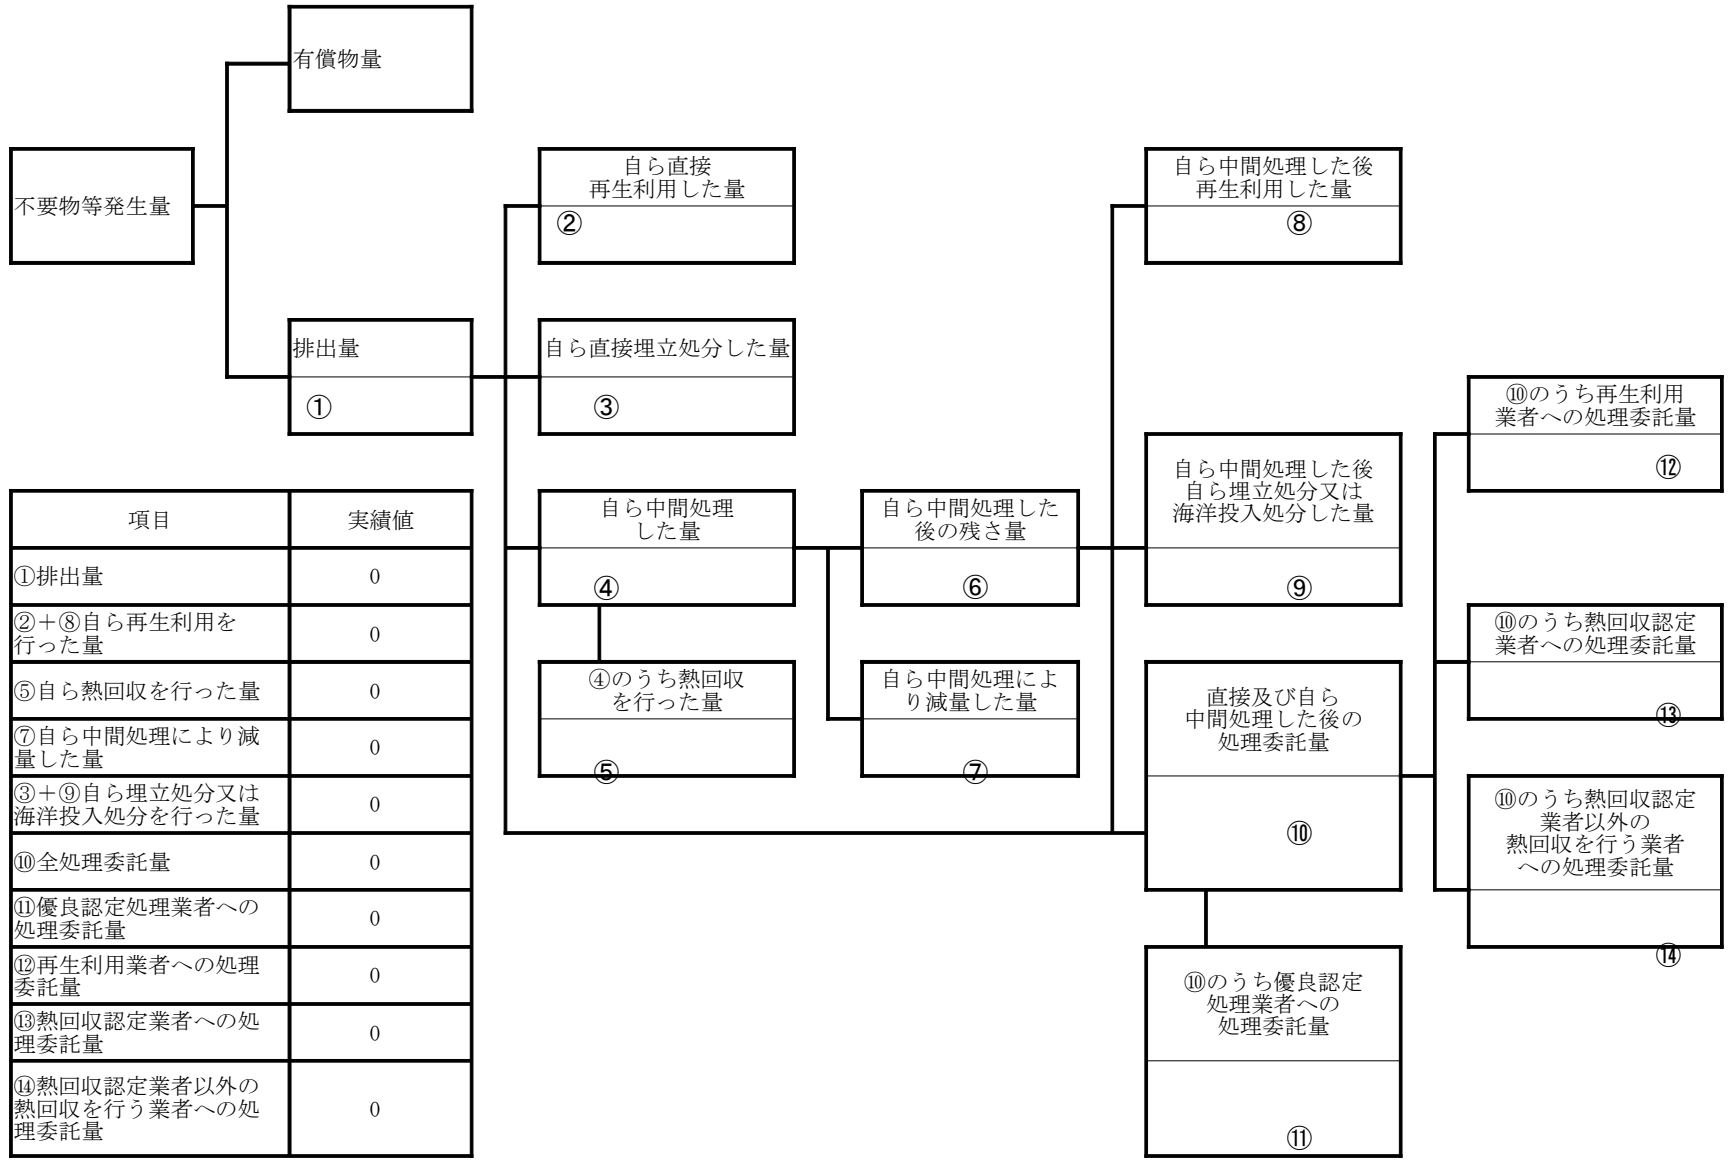 有償物量
不要物等発生量
自ら直接
再生利用した量
②
自ら中間処理した後
再生利用した量
⑧
排出量
①
自ら直接埋立処分した量
③
⑩のうち再生利用
業者への処理委託量
⑫
自ら中間処理
した量
④
自ら中間処理した
後の残さ量
⑥
自ら中間処理した後
自ら埋立処分又は
海洋投入処分した量
⑨
⑩のうち熱回収認定
業者への処理委託量
⑬
④のうち熱回収
を行った量
⑤
自ら中間処理によ
り減量した量
⑦
直接及び自ら
中間処理した後の
処理委託量
⑩
⑩のうち熱回収認定
業者以外の
熱回収を行う業者
への処理委託量
⑭
⑩のうち優良認定
処理業者への
処理委託量
⑪
項目 実績値
①排出量 0
②＋⑧自ら再生利用を
行った量 0
⑤自ら熱回収を行った量 0
⑦自ら中間処理により減
量した量 0
③＋⑨自ら埋立処分又は
海洋投入処分を行った量 0
⑩全処理委託量 0
⑪優良認定処理業者への
処理委託量 0
⑫再生利用業者への処理
委託量 0
⑬熱回収認定業者への処
理委託量 0
⑭熱回収認定業者以外の
熱回収を行う業者への処
理委託量 0